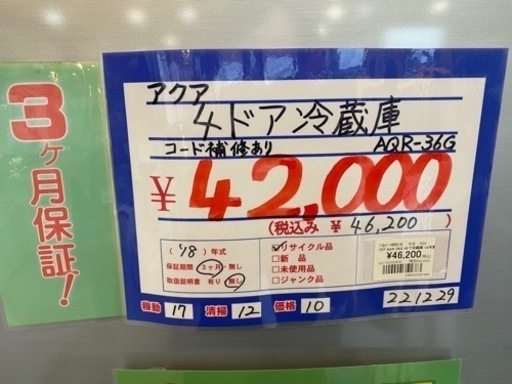 3ヶ月保証!
アクア
4ドア冷蔵庫
コード補修あり AQR-36G
¥42,000
(税込み ¥46,200)
('18)年式
保証期間 3ヶ月 無し
取扱説明書 有り 無し
☑リサイクル品
□新 品
□未使用品
□ジャンク品
¥46,200
稼動 17 清掃 12 価格 10
221229